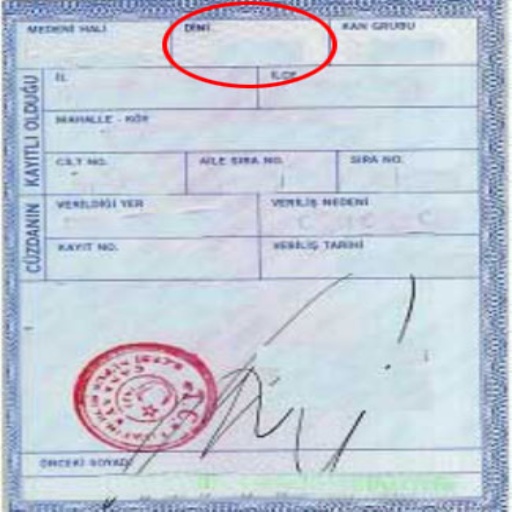 MEDENİ HALİ DİNİ KAN GRUBU
KAYITLI OLDUĞU
İL İLÇE
MAHALLE - KÖY
CİLT NO. AİLE SIRA NO. SIRA NO.
CÜZDANIN
VERİLDİĞİ YER VERİLİŞ NEDENİ
KAYIT NO. VERİLİŞ TARİHİ
ÖNCEKİ SOYADI